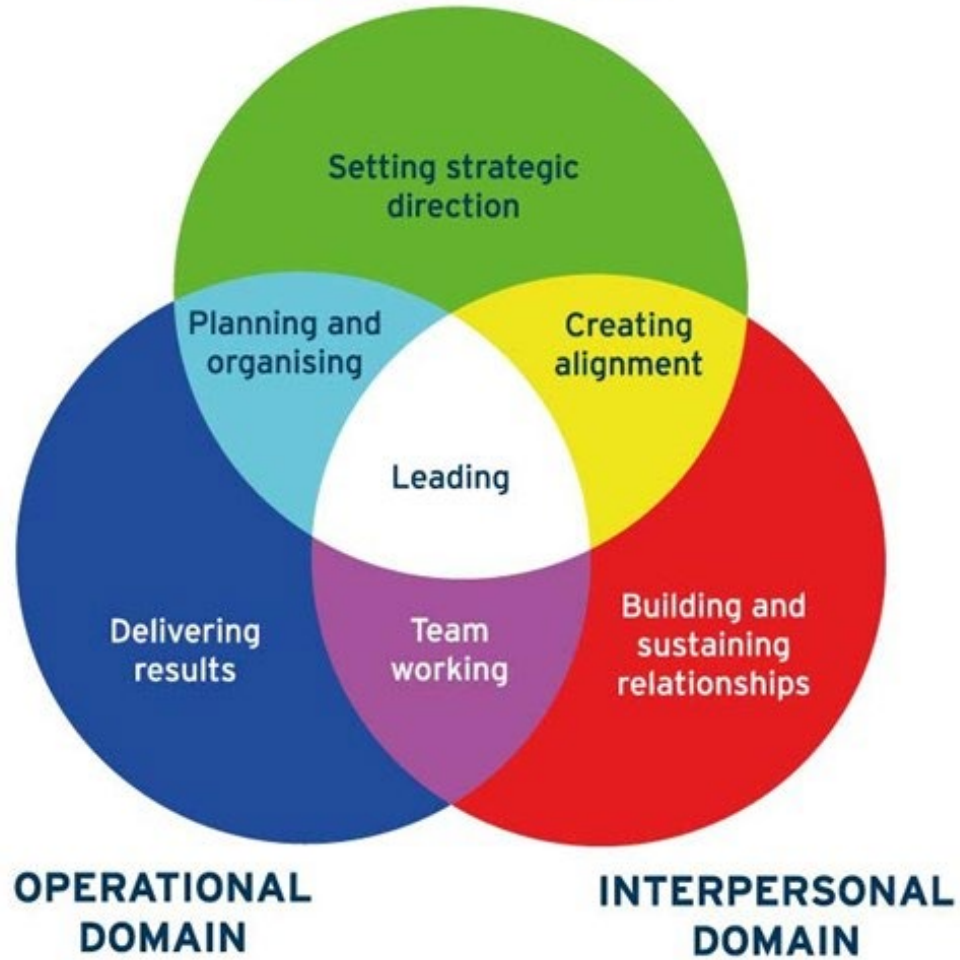 Setting strategic
direction
Planning and
organising
Creating
alignment
Leading
Delivering
results
Team
working
Building and
sustaining
relationships
OPERATIONAL
DOMAIN
INTERPERSONAL
DOMAIN